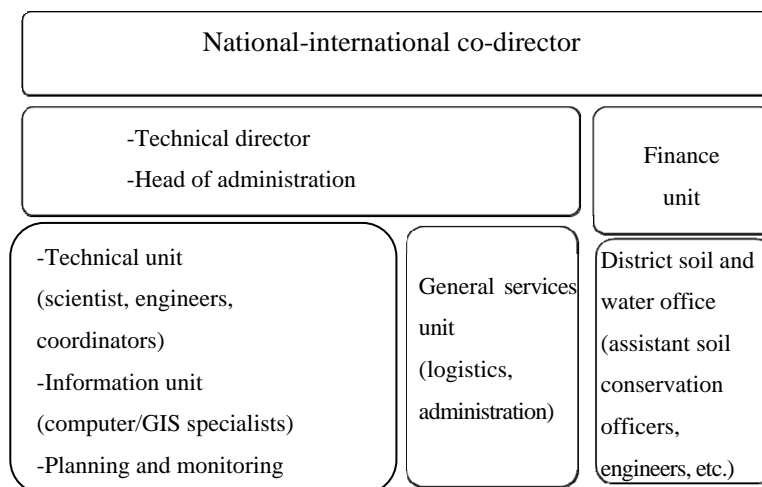 National-international co-director
-Technical director
-Head of administration
Finance
unit
-Technical unit
(scientist, engineers,
coordinators)
-Information unit
(computer/GIS specialists)
-Planning and monitoring
General services
unit
(logistics,
administration)
District soil and
water office
(assistant soil
conservation
officers,
engineers, etc.)